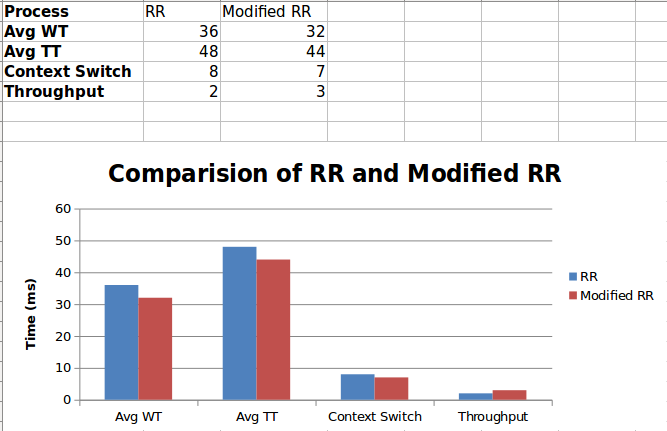 Process RR Modified RR
Avg WT 36 32
Avg TT 48 44
Context Switch 8 7
Throughput 2 3
Comparision of RR and Modified RR
60
50
40
30
20
10
0
Time (ms)
RR
Modified RR
Avg WT Avg TT Context Switch Throughput